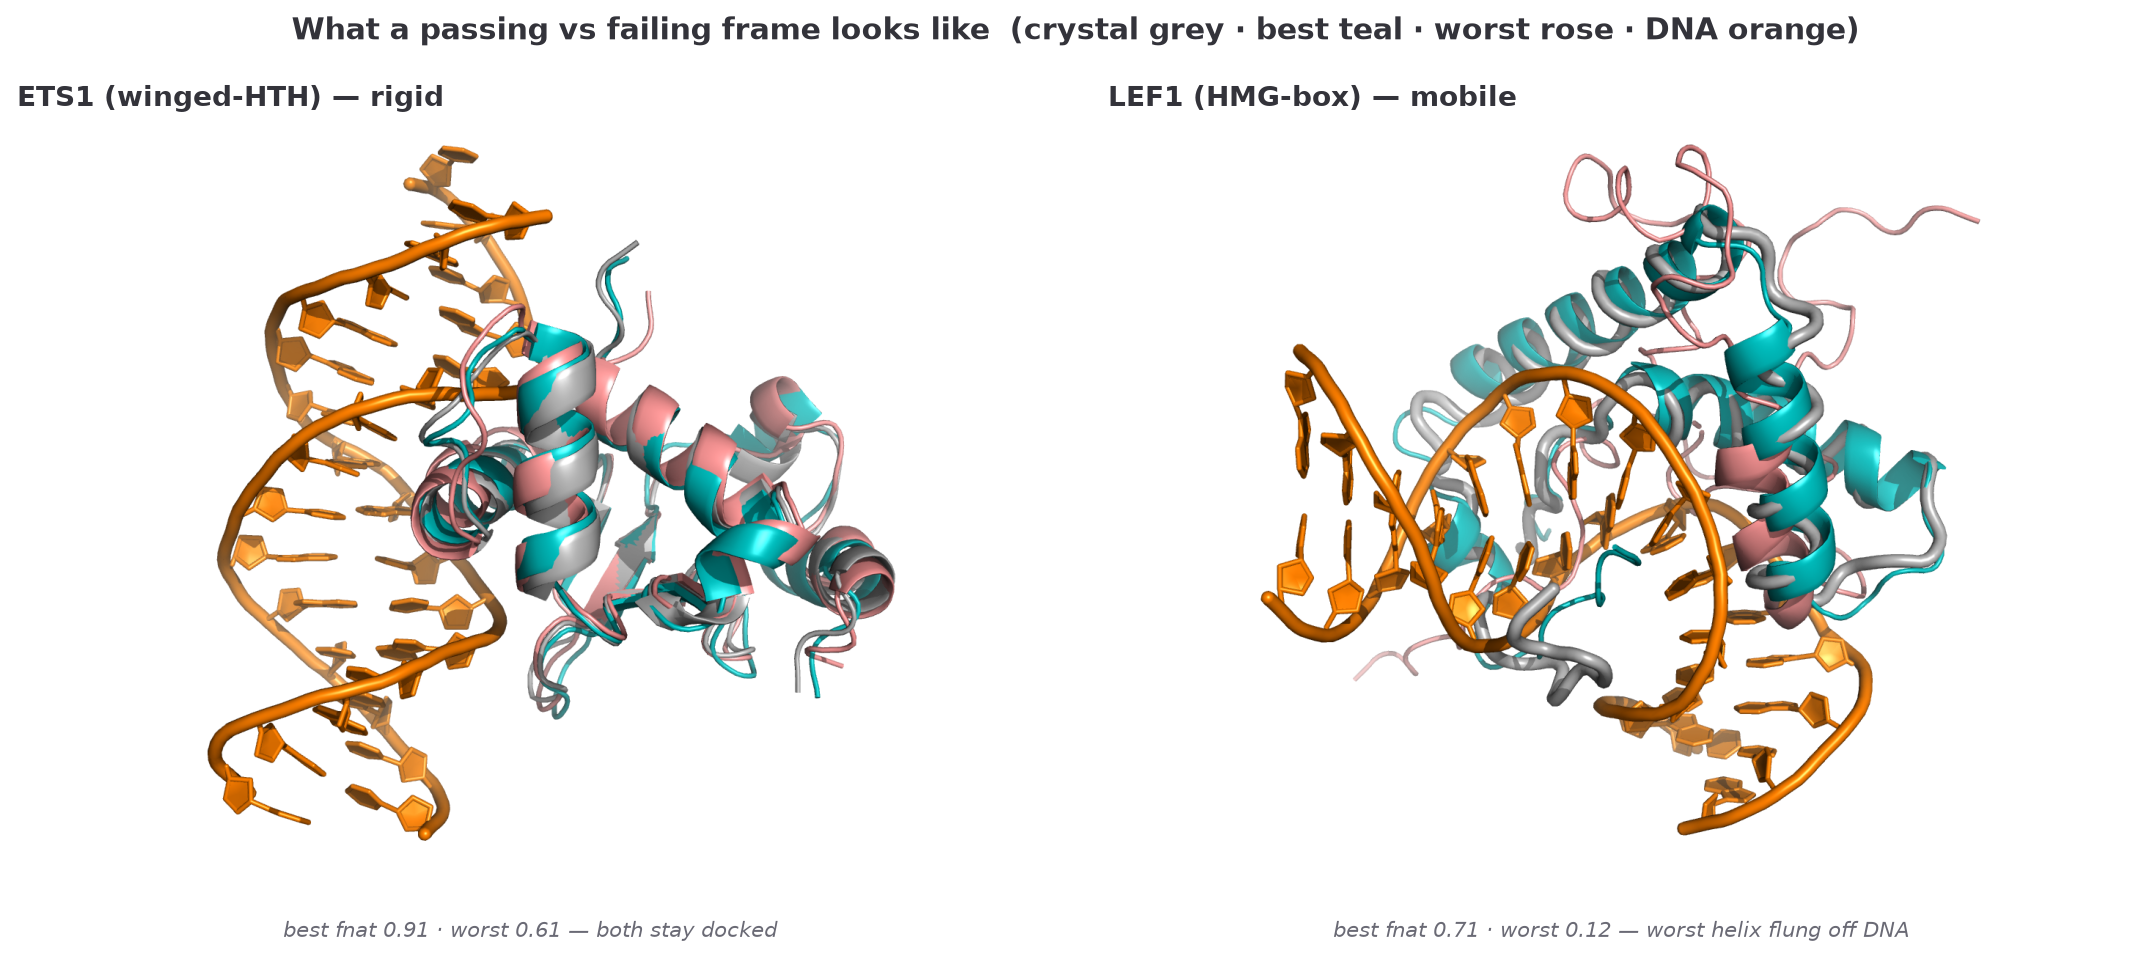 What a passing vs failing frame looks like  (crystal grey · best teal · worst rose · DNA orange)
ETS1 (winged-HTH) — rigid
LEF1 (HMG-box) — mobile
best fnat 0.91 · worst 0.61 — both stay docked
best fnat 0.71 · worst 0.12 — worst helix flung off DNA